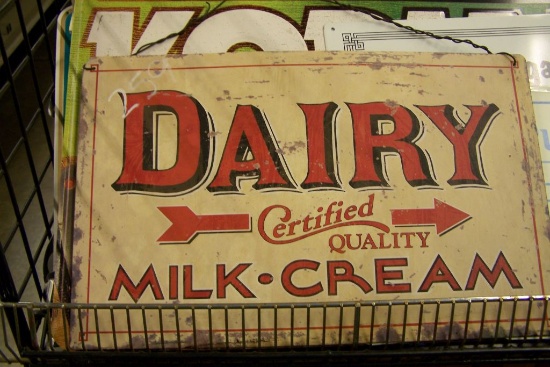 DAIRY
Certified
QUALITY
MILK • CREAM